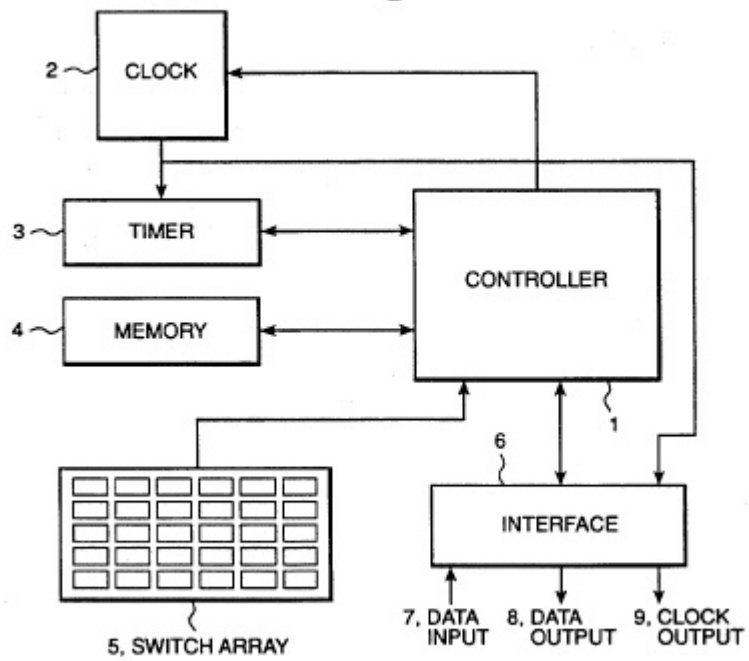 2
CLOCK
3
TIMER
CONTROLLER
4
MEMORY
1
6
INTERFACE
7, DATA
INPUT
8, DATA
OUTPUT
9, CLOCK
OUTPUT
5, SWITCH ARRAY